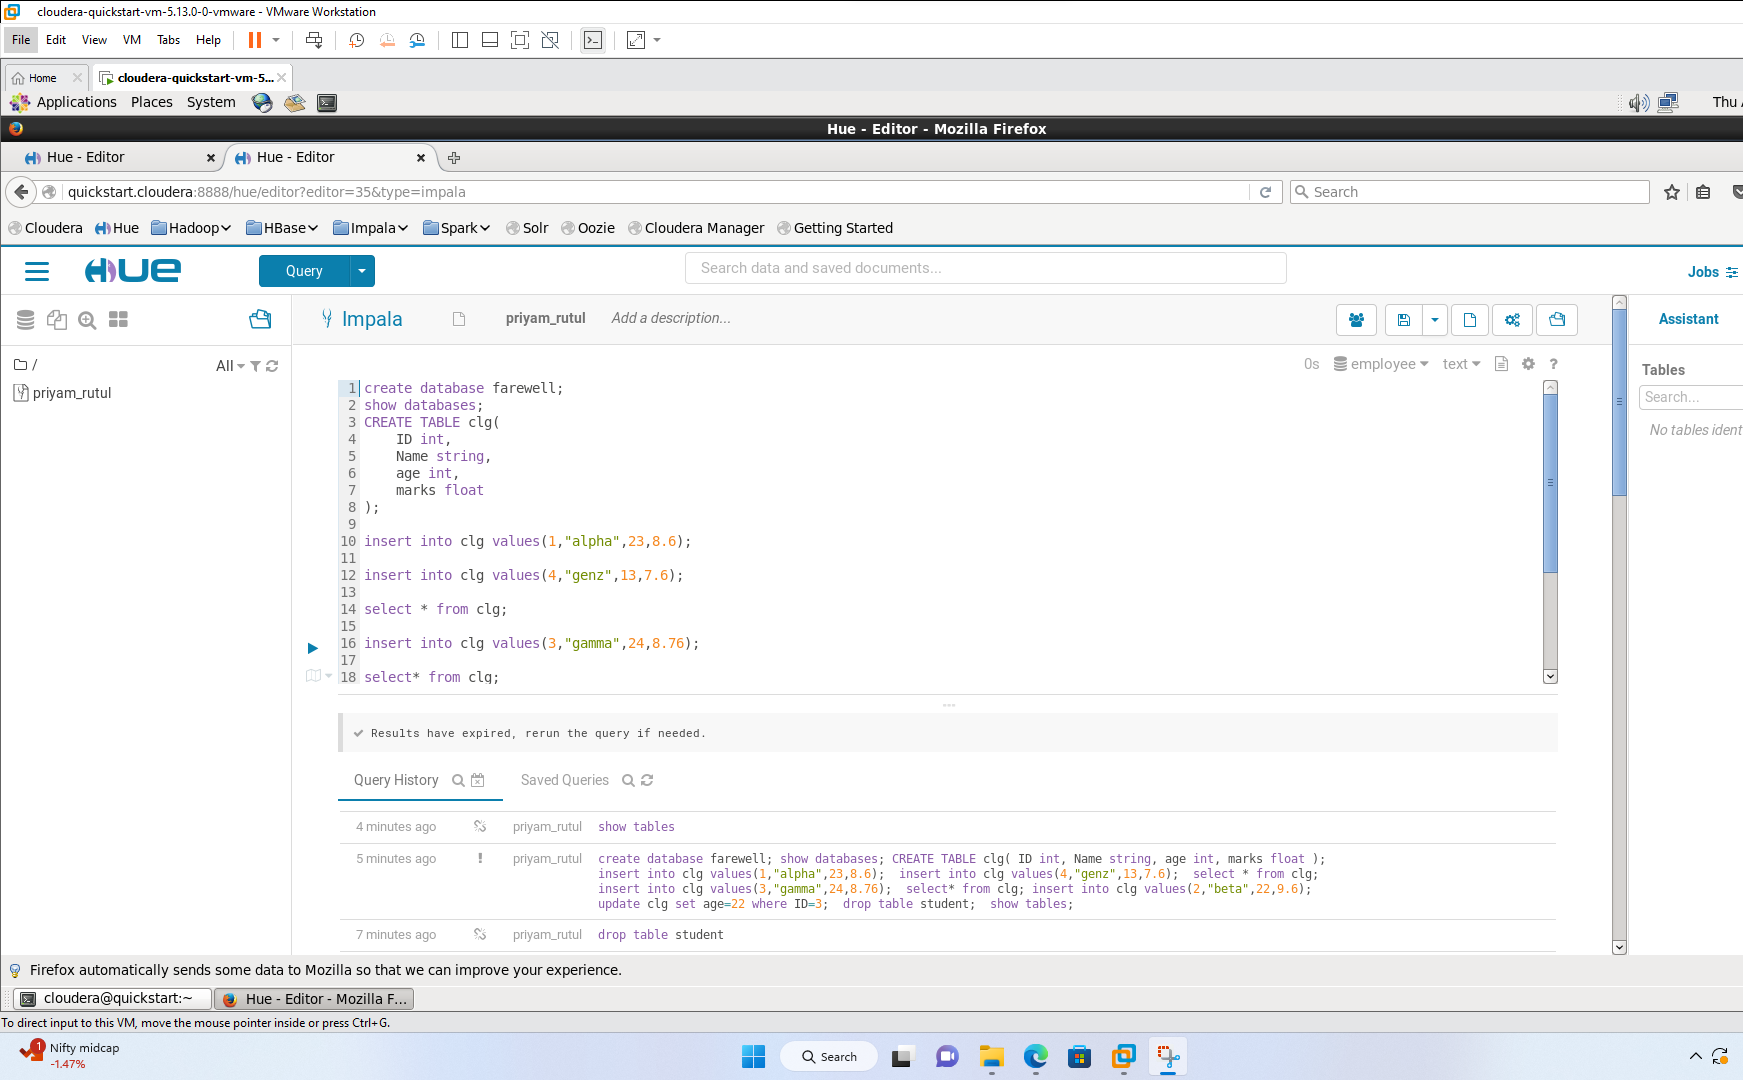 cloudera-quickstart-vm-5.13.0-0-vmware - VMware Workstation
File Edit View VM Tabs Help
Home cloudera-quickstart-vm-5...
Applications Places System Thu
Hue - Editor - Mozilla Firefox
Hue - Editor Hue - Editor
quickstart.cloudera:8888/hue/editor?editor=35&type=impala Search
Cloudera Hue Hadoop HBase Impala Spark Solr Oozie Cloudera Manager Getting Started
HUE Query Search data and saved documents... Jobs
Impala priyam_rutul Add a description... Assistant
/ All 0s employee text ?
priyam_rutul
Tables
Search...
No tables ident
1 create database farewell;
2 show databases;
3 CREATE TABLE clg(
4 ID int,
5 Name string,
6 age int,
7 marks float
8 );
9
10 insert into clg values(1,"alpha",23,8.6);
11
12 insert into clg values(4,"genz",13,7.6);
13
14 select * from clg;
15
16 insert into clg values(3,"gamma",24,8.76);
17
18 select* from clg;
Results have expired, rerun the query if needed.
Query History Saved Queries
4 minutes ago priyam_rutul show tables
5 minutes ago ! priyam_rutul create database farewell; show databases; CREATE TABLE clg( ID int, Name string, age int, marks float );
insert into clg values(1,"alpha",23,8.6); insert into clg values(4,"genz",13,7.6); select * from clg;
insert into clg values(3,"gamma",24,8.76); select* from clg; insert into clg values(2,"beta",22,9.6);
update clg set age=22 where ID=3; drop table student; show tables;
7 minutes ago priyam_rutul drop table student
Firefox automatically sends some data to Mozilla so that we can improve your experience.
cloudera@quickstart:~ Hue - Editor - Mozilla F...
To direct input to this VM, move the mouse pointer inside or press Ctrl+G.
1 Nifty midcap
-1.47%
Search